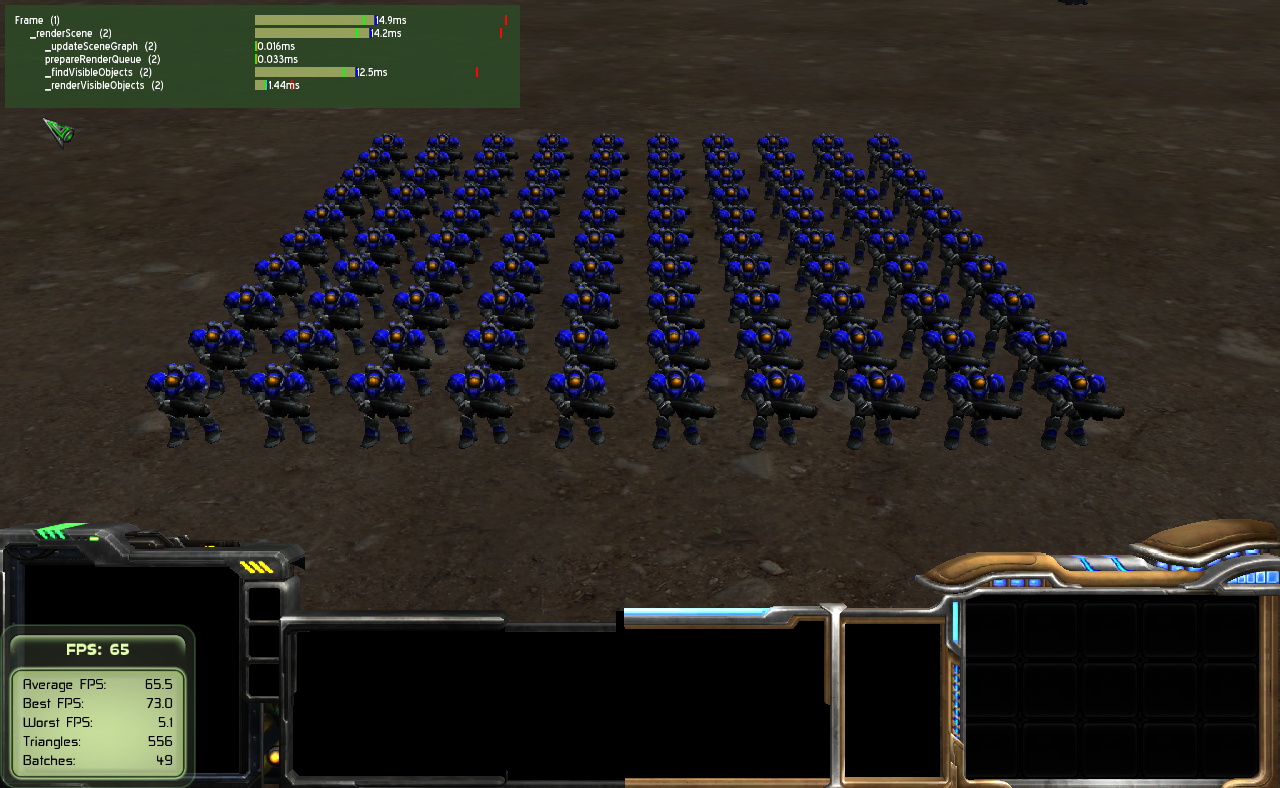 Frame (1) 14.9ms
_renderScene (2) 14.2ms
_updateSceneGraph (2) 0.016ms
prepareRenderQueue (2) 0.033ms
_findVisibleObjects (2) 12.5ms
_renderVisibleObjects (2) 1.44ms
FPS: 65
Average FPS: 65.5
Best FPS: 73.0
Worst FPS: 5.1
Triangles: 556
Batches: 49